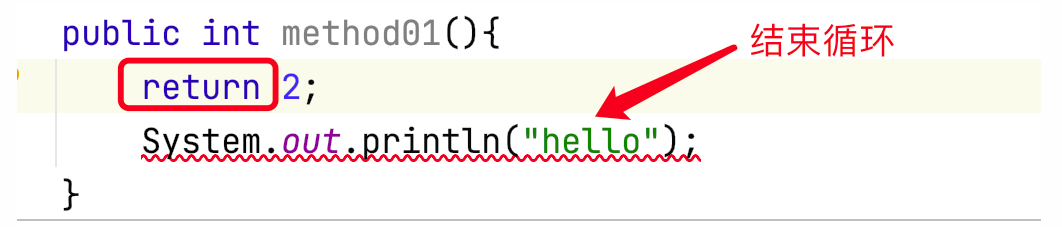 public int method01(){
结束循环
return 2;
System.out.println("hello");
}